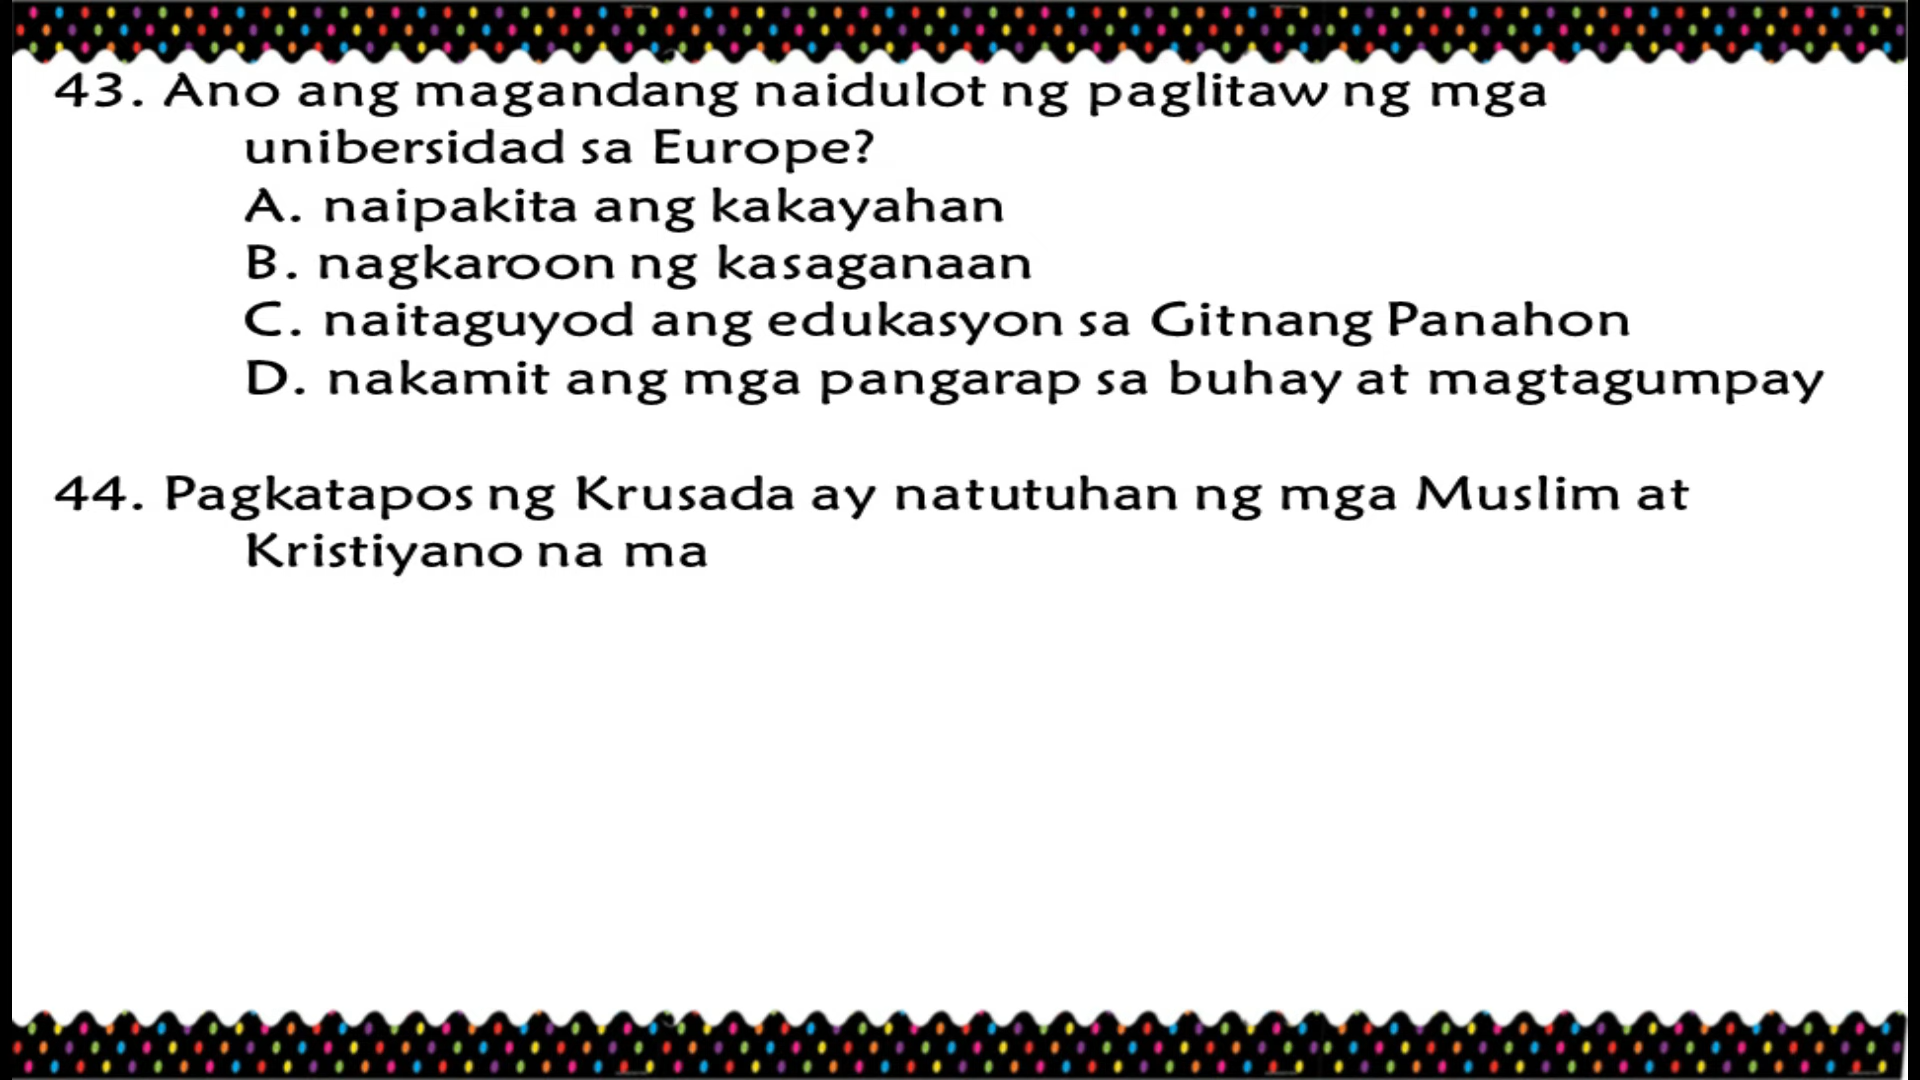 43. Ano ang magandang naidulot ng paglitaw ng mga
unibersidad sa Europe?
A. naipakita ang kakayahan
B. nagkaroon ng kasaganaan
C. naitaguyod ang edukasyon sa Gitnang Panahon
D. nakamit ang mga pangarap sa buhay at magtagumpay
44. Pagkatapos ng Krusada ay natutuhan ng mga Muslim at
Kristiyano na ma